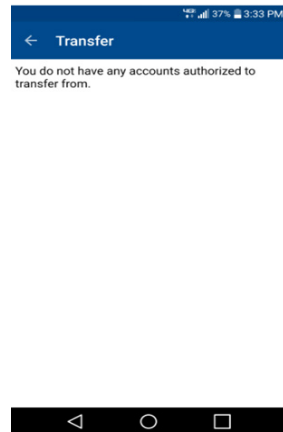 37% 3:33 PM
Transfer
You do not have any accounts authorized to
transfer from.